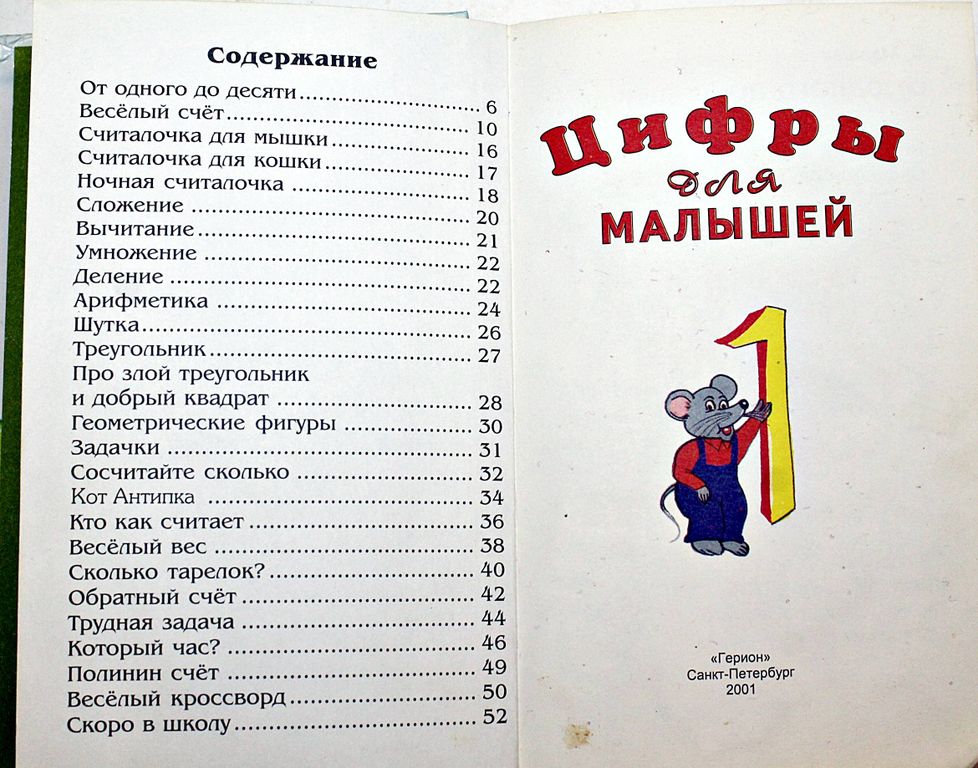 Содержание
От одного до десяти........................ 6
Весёлый счёт.................................. 10
Считалочка для мышки................... 16
Считалочка для кошки.................... 17
Ночная считалочка ......................... 18
Сложение ...................................... 20
Вычитание..................................... 21
Умножение .................................... 22
Деление ........................................ 22
Арифметика ................................... 24
Шутка............................................ 26
Треугольник................................... 27
Про злой треугольник
и добрый квадрат .......................... 28
Геометрические фигуры ................. 30
Задачки ......................................... 31
Сосчитайте сколько ........................ 32
Кот Антипка ................................... 34
Кто как считает.............................. 36
Весёлый вес ................................... 38
Сколько тарелок?............................ 40
Обратный счёт ............................... 42
Трудная задача .............................. 44
Который час? ................................. 46
Полинин счёт ................................. 49
Весёлый кроссворд......................... 50
Скоро в школу................................ 52
Цифры
для
МАЛЫШЕЙ
1
«Герион»
Санкт-Петербург
2001